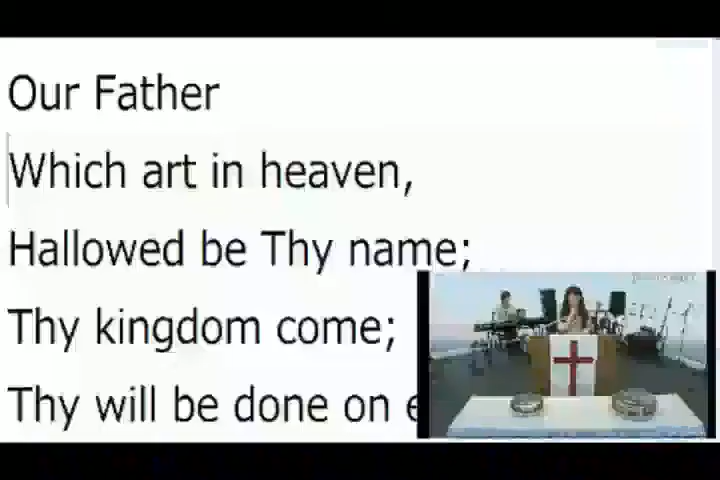 Our Father
Which art in heaven,
Hallowed be Thy name;
Thy kingdom come;
Thy will be done on e